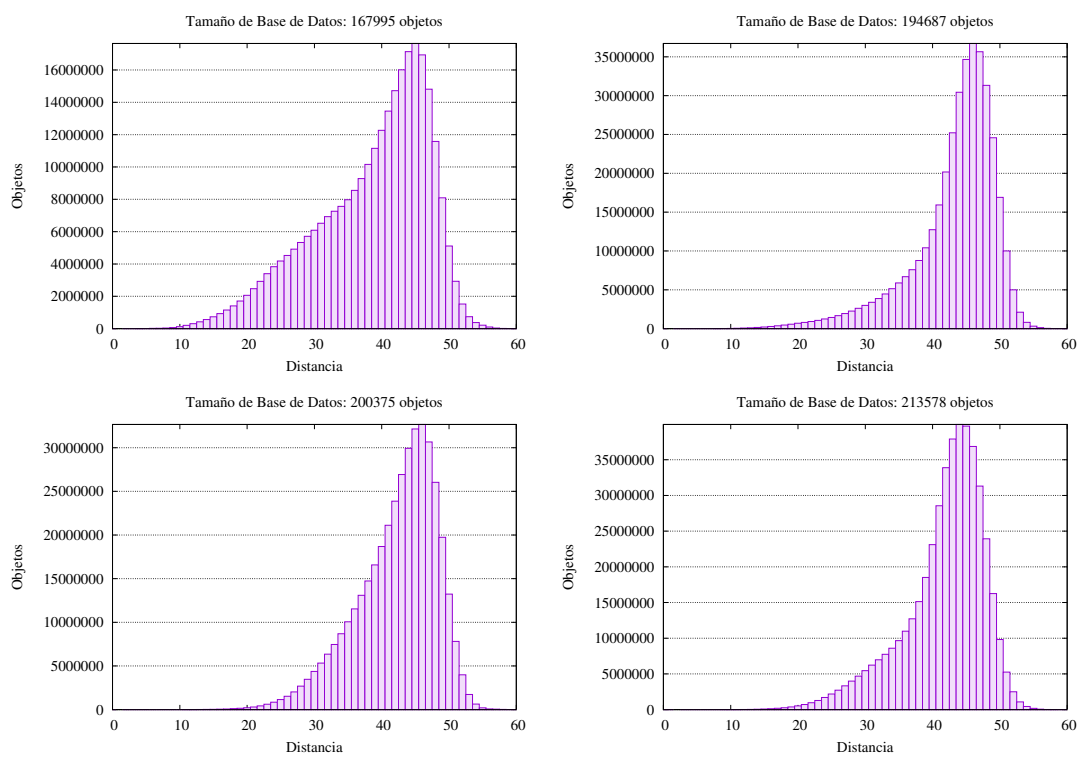 Tamaño de Base de Datos: 167995 objetos
16000000
14000000
12000000
10000000
8000000
6000000
4000000
2000000
0
Objetos
0 10 20 30 40 50 60
Distancia
Tamaño de Base de Datos: 194687 objetos
35000000
30000000
25000000
20000000
15000000
10000000
5000000
0
Objetos
0 10 20 30 40 50 60
Distancia
Tamaño de Base de Datos: 200375 objetos
30000000
25000000
20000000
15000000
10000000
5000000
0
Objetos
0 10 20 30 40 50 60
Distancia
Tamaño de Base de Datos: 213578 objetos
35000000
30000000
25000000
20000000
15000000
10000000
5000000
0
Objetos
0 10 20 30 40 50 60
Distancia